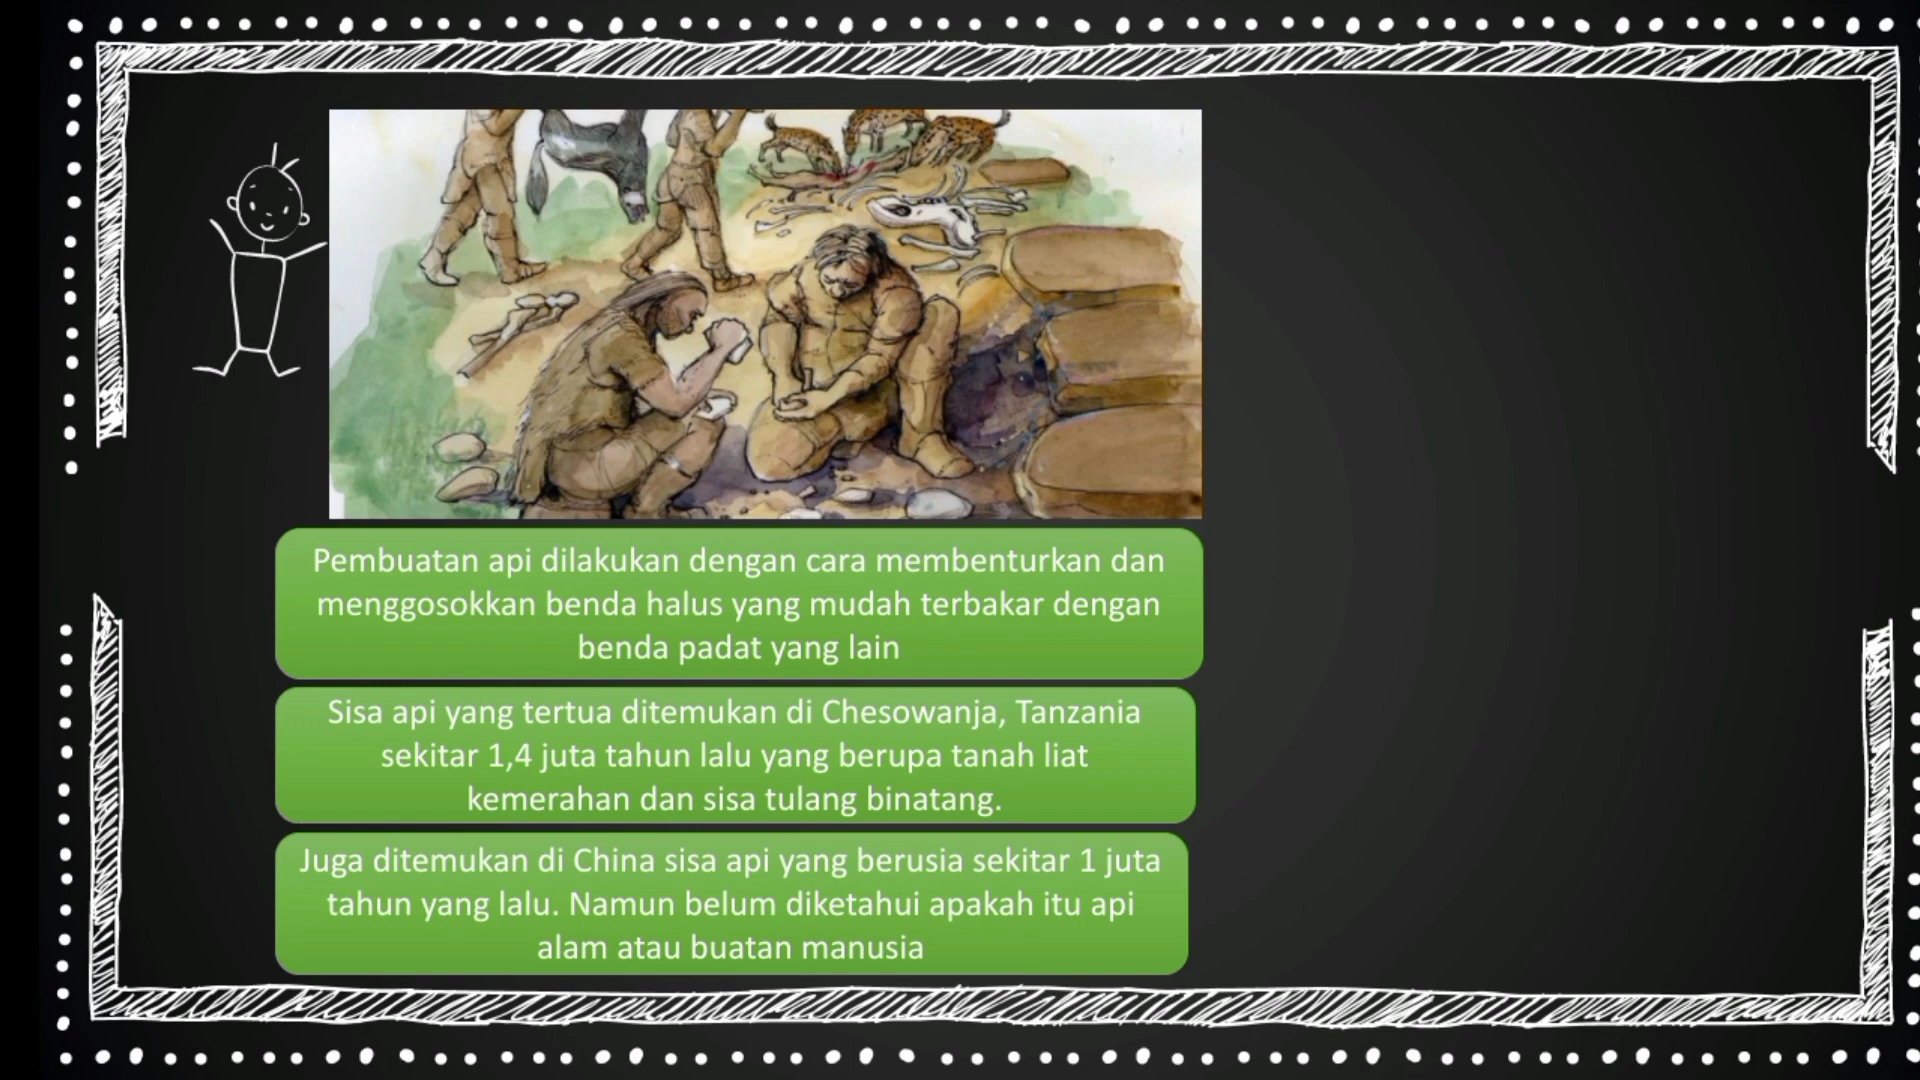 Pembuatan api dilakukan dengan cara membenturkan dan
menggosokkan benda halus yang mudah terbakar dengan
benda padat yang lain
Sisa api yang tertua ditemukan di Chesowanja, Tanzania
sekitar 1,4 juta tahun lalu yang berupa tanah liat
kemerahan dan sisa tulang binatang.
Juga ditemukan di China sisa api yang berusia sekitar 1 juta
tahun yang lalu. Namun belum diketahui apakah itu api
alam atau buatan manusia